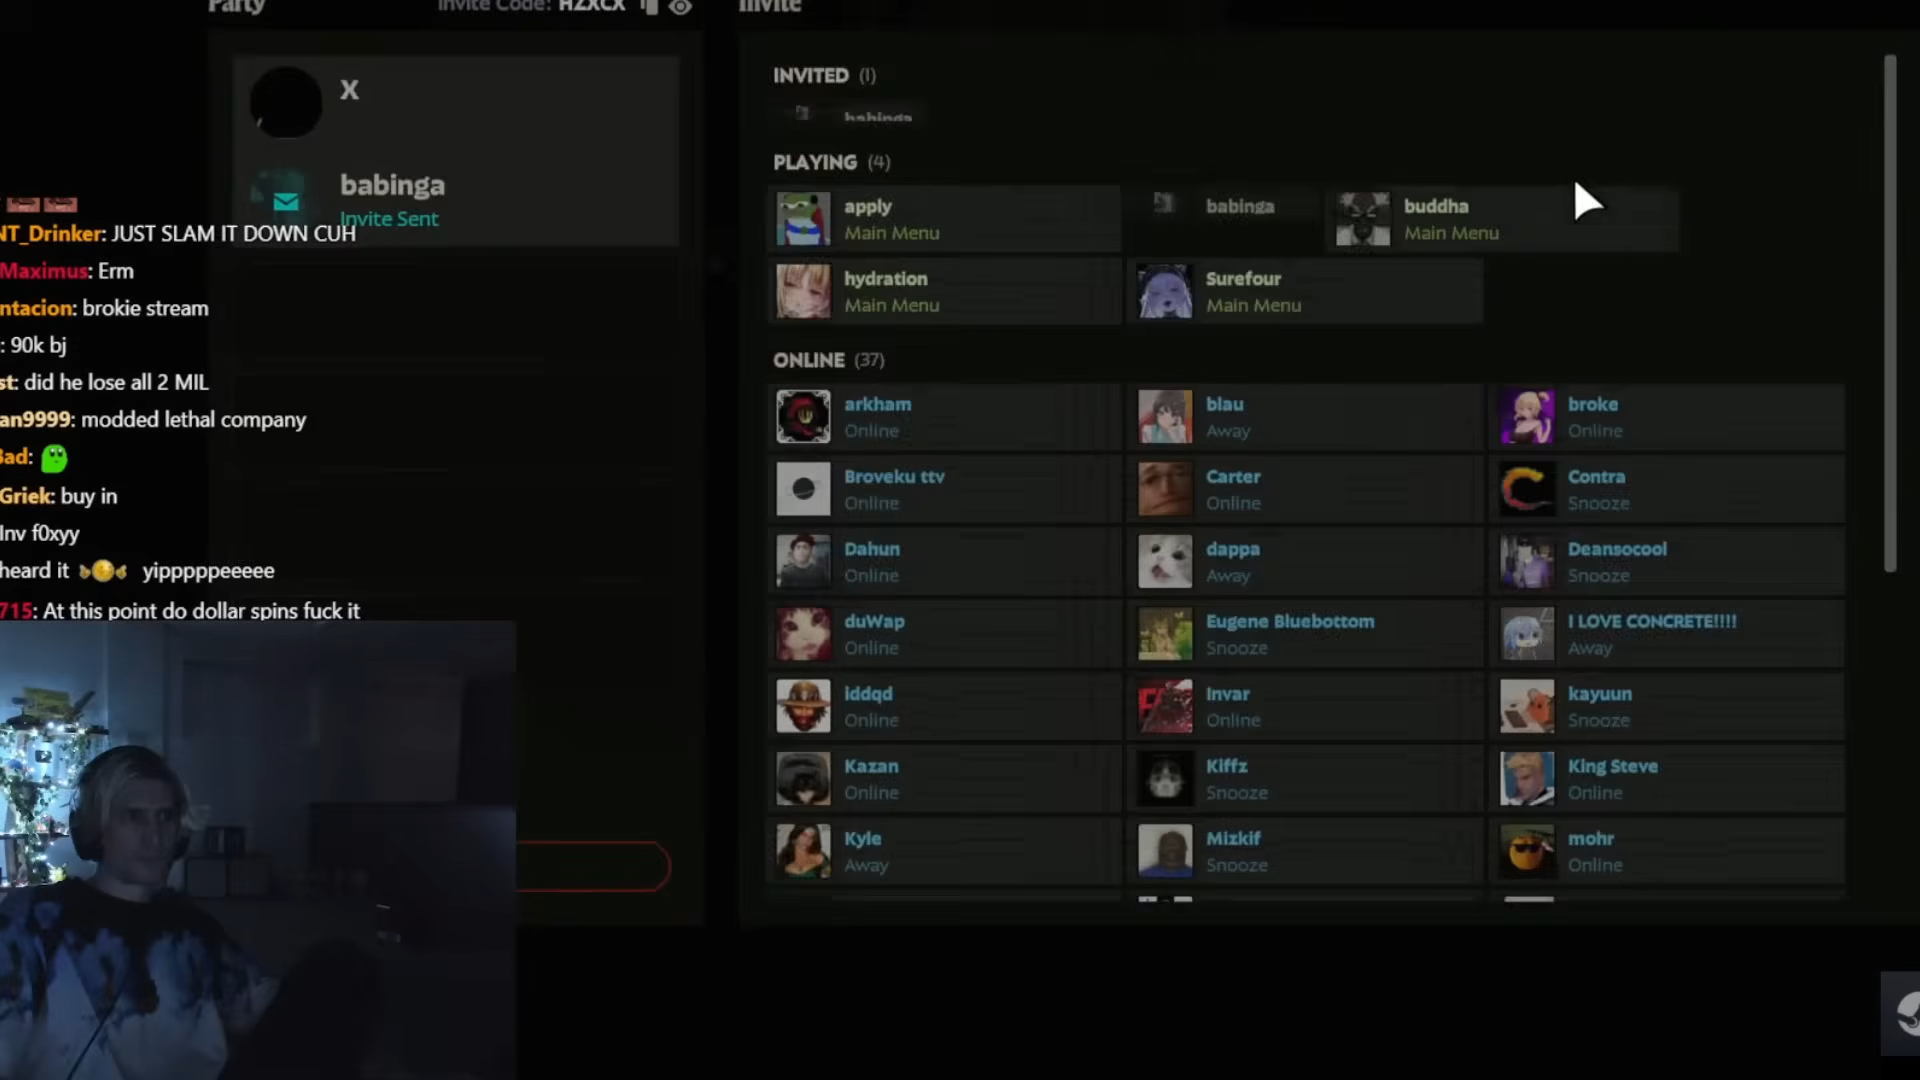 Party
Invite Code: HZXCX
Invite
X
babinga
Invite Sent
INVITED (1)
babinga
PLAYING (4)
apply
Main Menu
babinga
buddha
Main Menu
hydration
Main Menu
Surefour
Main Menu
ONLINE (37)
arkham
Online
blau
Away
broke
Online
Broveku ttv
Online
Carter
Online
Contra
Snooze
Dahun
Online
dappa
Away
Deansocool
Snooze
duWap
Online
Eugene Bluebottom
Snooze
I LOVE CONCRETE!!!!
Away
iddqd
Online
Invar
Online
kayuun
Snooze
Kazan
Online
Kiffz
Snooze
King Steve
Online
Kyle
Away
Mizkif
Snooze
mohr
Online
NT_Drinker: JUST SLAM IT DOWN CUH
Maximus: Erm
ntacion: brokie stream
: 90k bj
st: did he lose all 2 MIL
an9999: modded lethal company
Bad:
Griek: buy in
Inv f0xyy
heard it yipppppeeeee
715: At this point do dollar spins fuck it